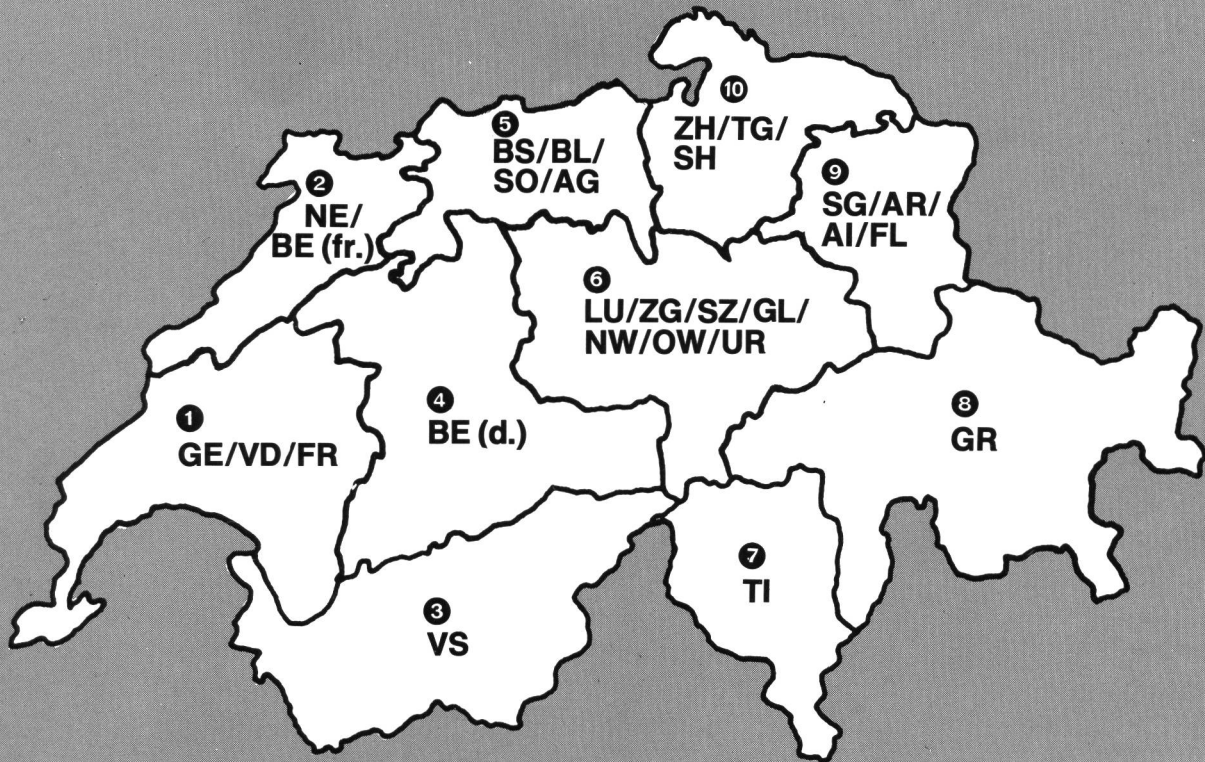 10
ZH/TG/
SH
5
BS/BL/
SO/AG
9
SG/AR/
AI/FL
2
NE/
BE (fr.)
6
LU/ZG/SZ/GL/
NW/OW/UR
4
BE (d.)
8
GR
1
GE/VD/FR
7
TI
3
VS